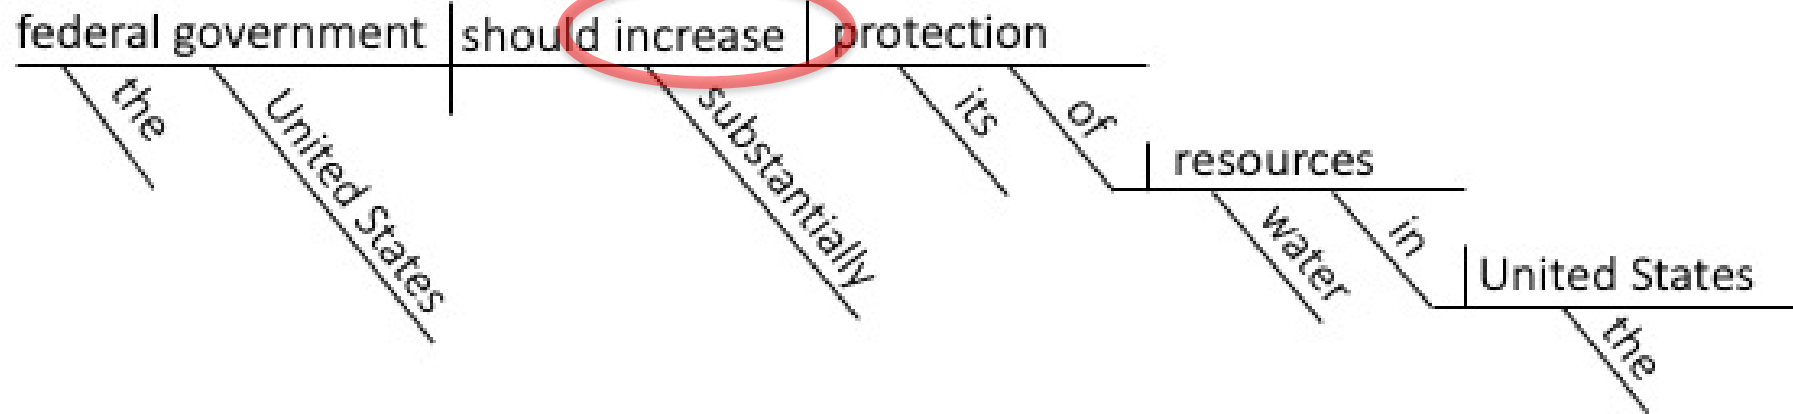 federal government should increase protection
the
United States
substantially
its
of
resources
water
in
United States
the